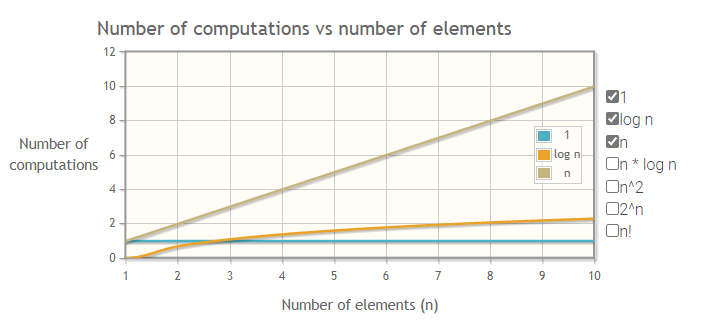 Number of computations vs number of elements
12
10
8
6
4
2
0
Number of
computations
1
log n
n
1 2 3 4 5 6 7 8 9 10
Number of elements (n)
1
log n
n
n * log n
n^2
2^n
n!